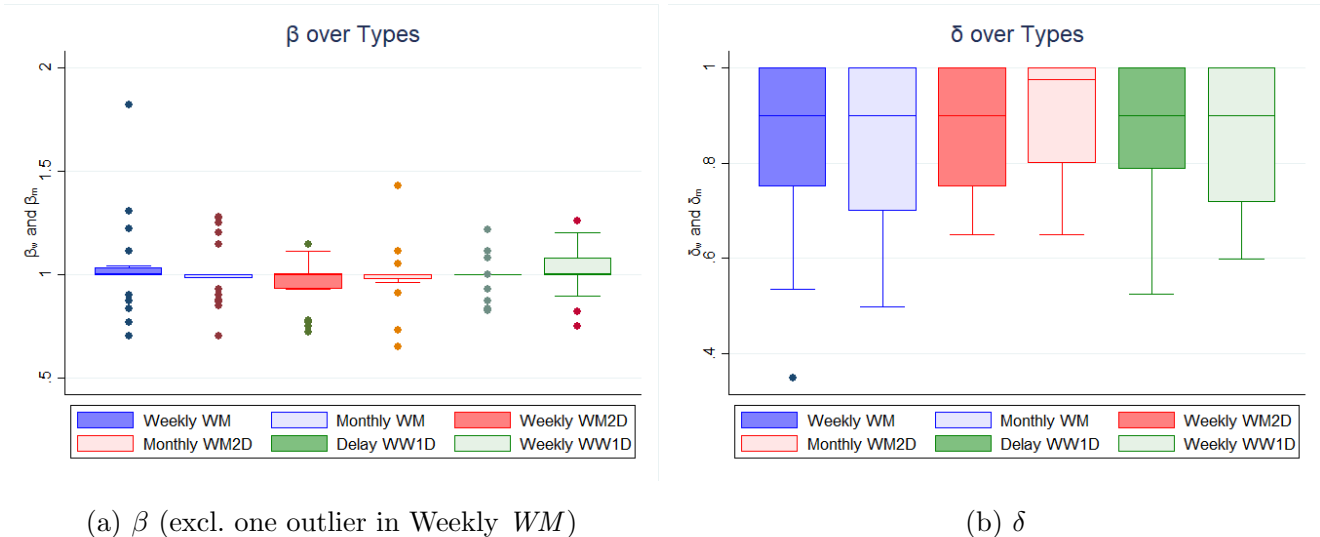 β over Types
2
1.5
1
.5
βw and βm
Weekly WM
Monthly WM
Weekly WM2D
Monthly WM2D
Delay WW1D
Weekly WW1D
(a) β (excl. one outlier in Weekly WM)
δ over Types
1
.8
.6
.4
δw and δm
Weekly WM
Monthly WM
Weekly WM2D
Monthly WM2D
Delay WW1D
Weekly WW1D
(b) δ